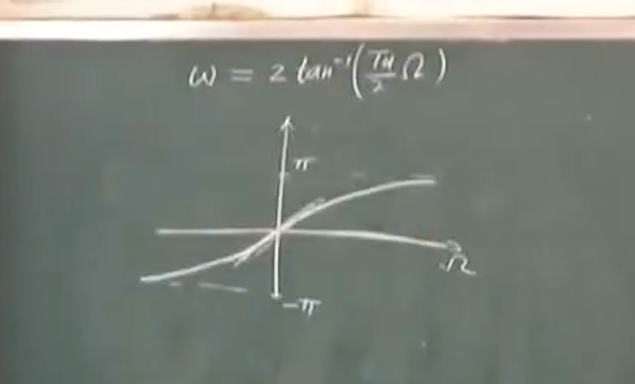 ω = 2 tan⁻¹(Td/2 Ω)
π
Ω
-π